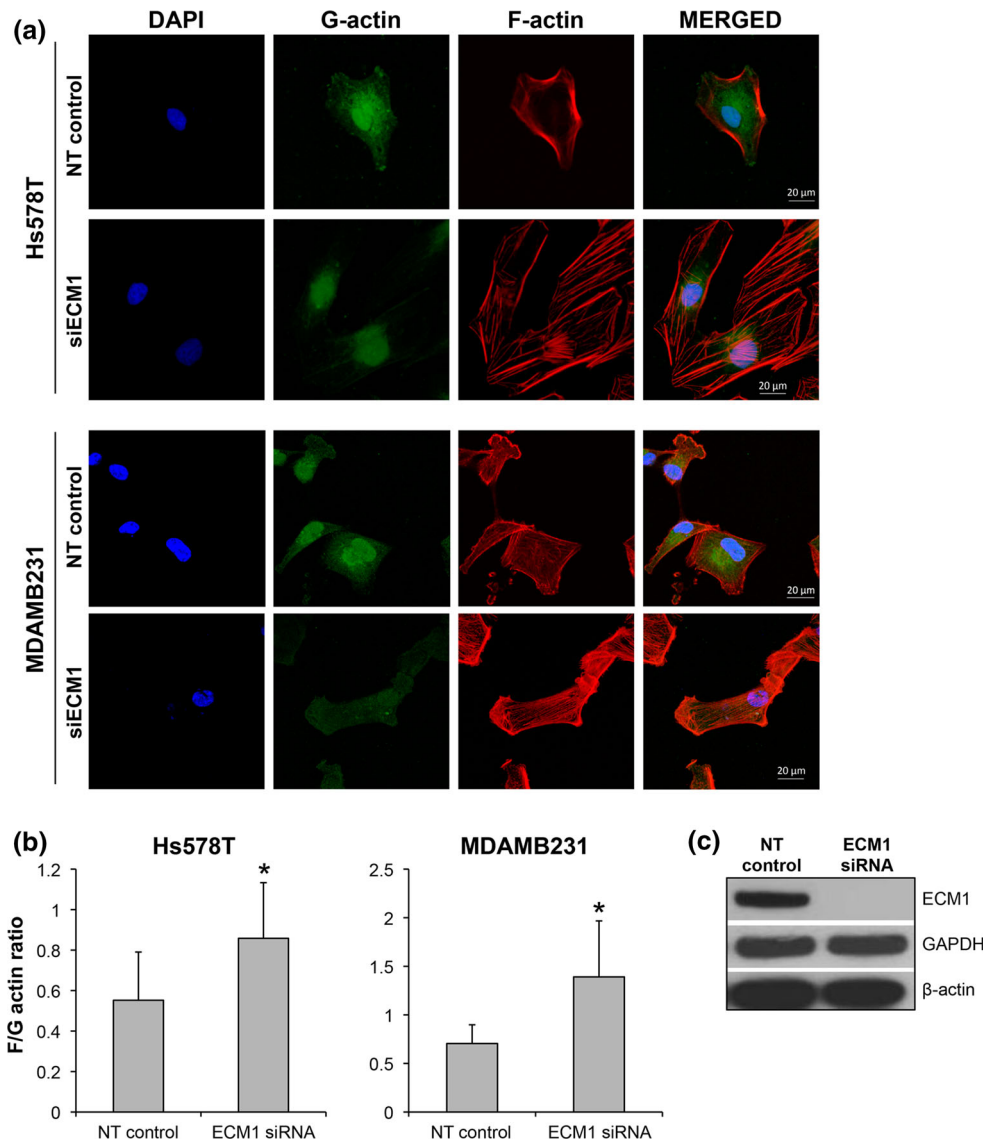 (a)
DAPI G-actin F-actin MERGED
Hs578T
NT control
20 µm
siECM1
20 µm
MDAMB231
NT control
20 µm
siECM1
20 µm
(b)
Hs578T
F/G actin ratio
1.2
1
0.8
0.6
0.4
0.2
0
*
NT control ECM1 siRNA
MDAMB231
2.5
2
1.5
1
0.5
0
*
NT control ECM1 siRNA
(c)
NT control
ECM1 siRNA
ECM1
GAPDH
β-actin